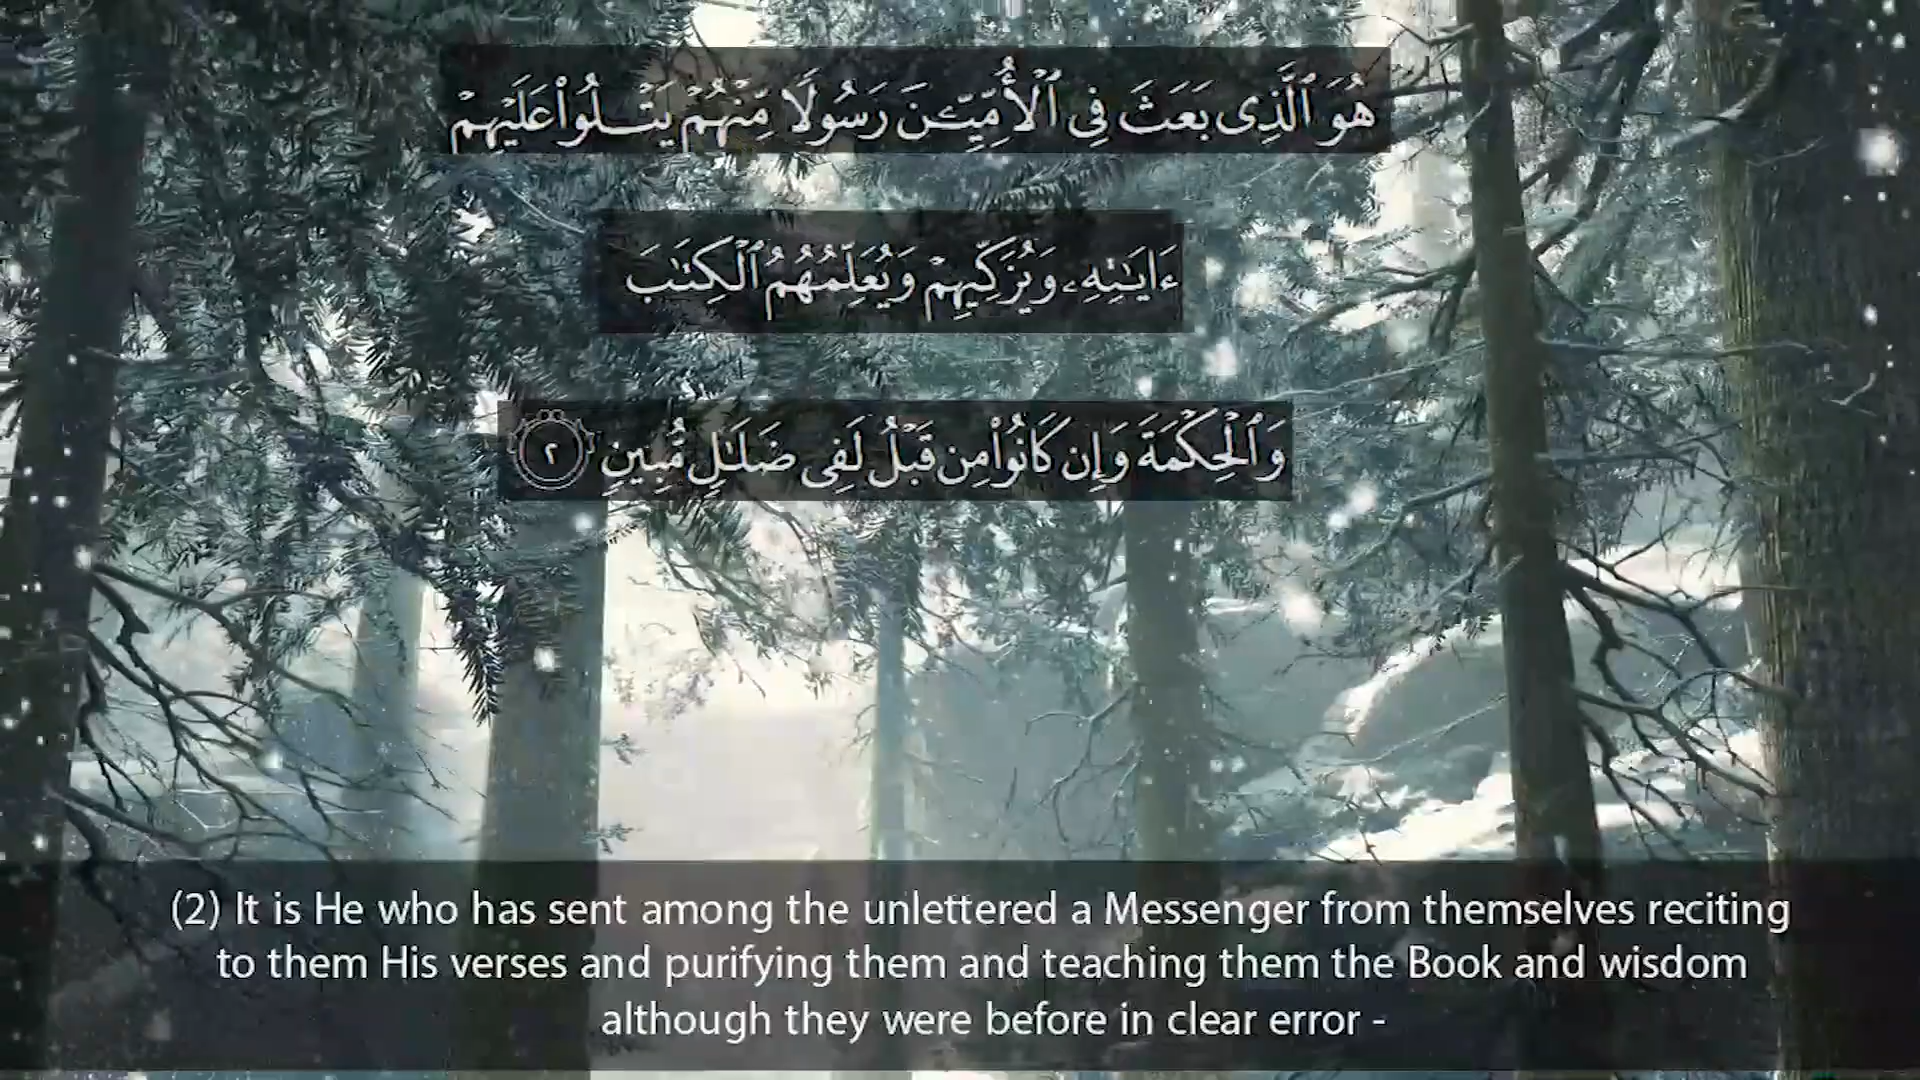 هُوَ ٱلَّذِى بَعَثَ فِى ٱلْأُمِّيِّـۧنَ رَسُولًا مِّنْهُمْ يَتْلُوا۟ عَلَيْهِمْ
ءَايَـٰتِهِۦ وَيُزَكِّيهِمْ وَيُعَلِّمُهُمُ ٱلْكِتَـٰبَ
وَٱلْحِكْمَةَ وَإِن كَانُوا۟ مِن قَبْلُ لَفِى ضَلَـٰلٍ مُّبِينٍ ٢
(2) It is He who has sent among the unlettered a Messenger from themselves reciting
to them His verses and purifying them and teaching them the Book and wisdom
although they were before in clear error -